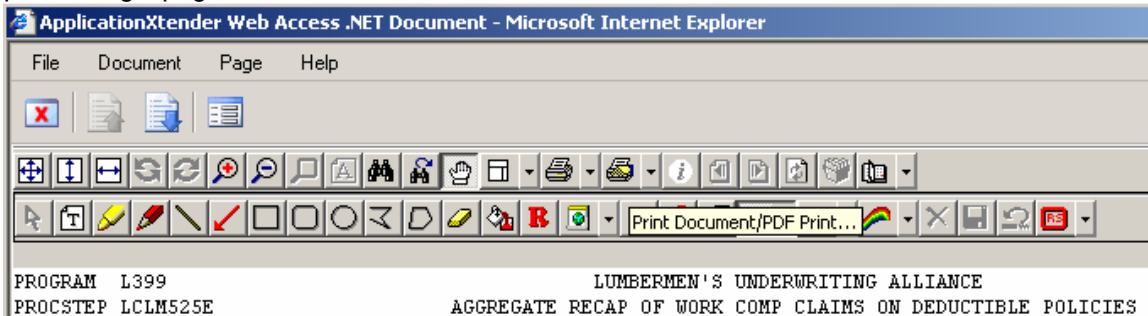 ApplicationXtender Web Access .NET Document - Microsoft Internet Explorer
File Document Page Help
A
i
T R Print Document/PDF Print... RS
PROGRAM L399 LUMBERMEN'S UNDERWRITING ALLIANCE
PROCSTEP LCLM525E AGGREGATE RECAP OF WORK COMP CLAIMS ON DEDUCTIBLE POLICIES